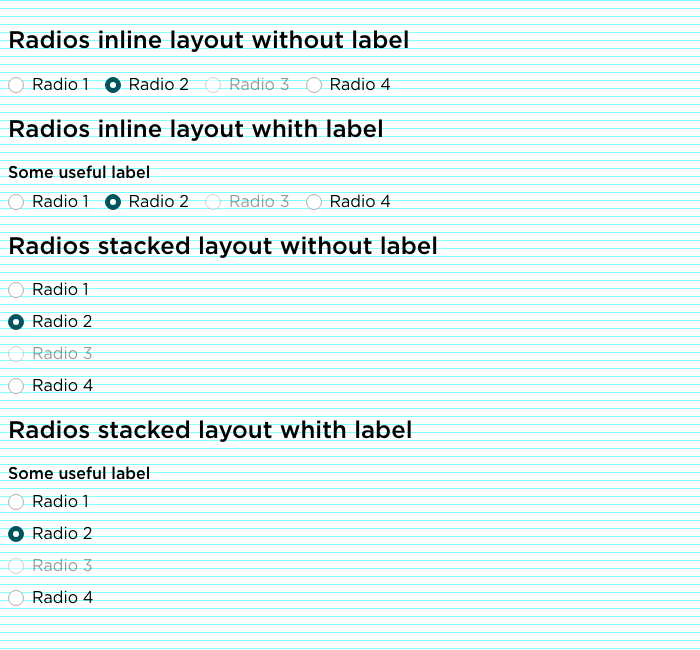 Radios inline layout without label
Radio 1 Radio 2 Radio 3 Radio 4
Radios inline layout whith label
Some useful label
Radio 1 Radio 2 Radio 3 Radio 4
Radios stacked layout without label
Radio 1
Radio 2
Radio 3
Radio 4
Radios stacked layout whith label
Some useful label
Radio 1
Radio 2
Radio 3
Radio 4